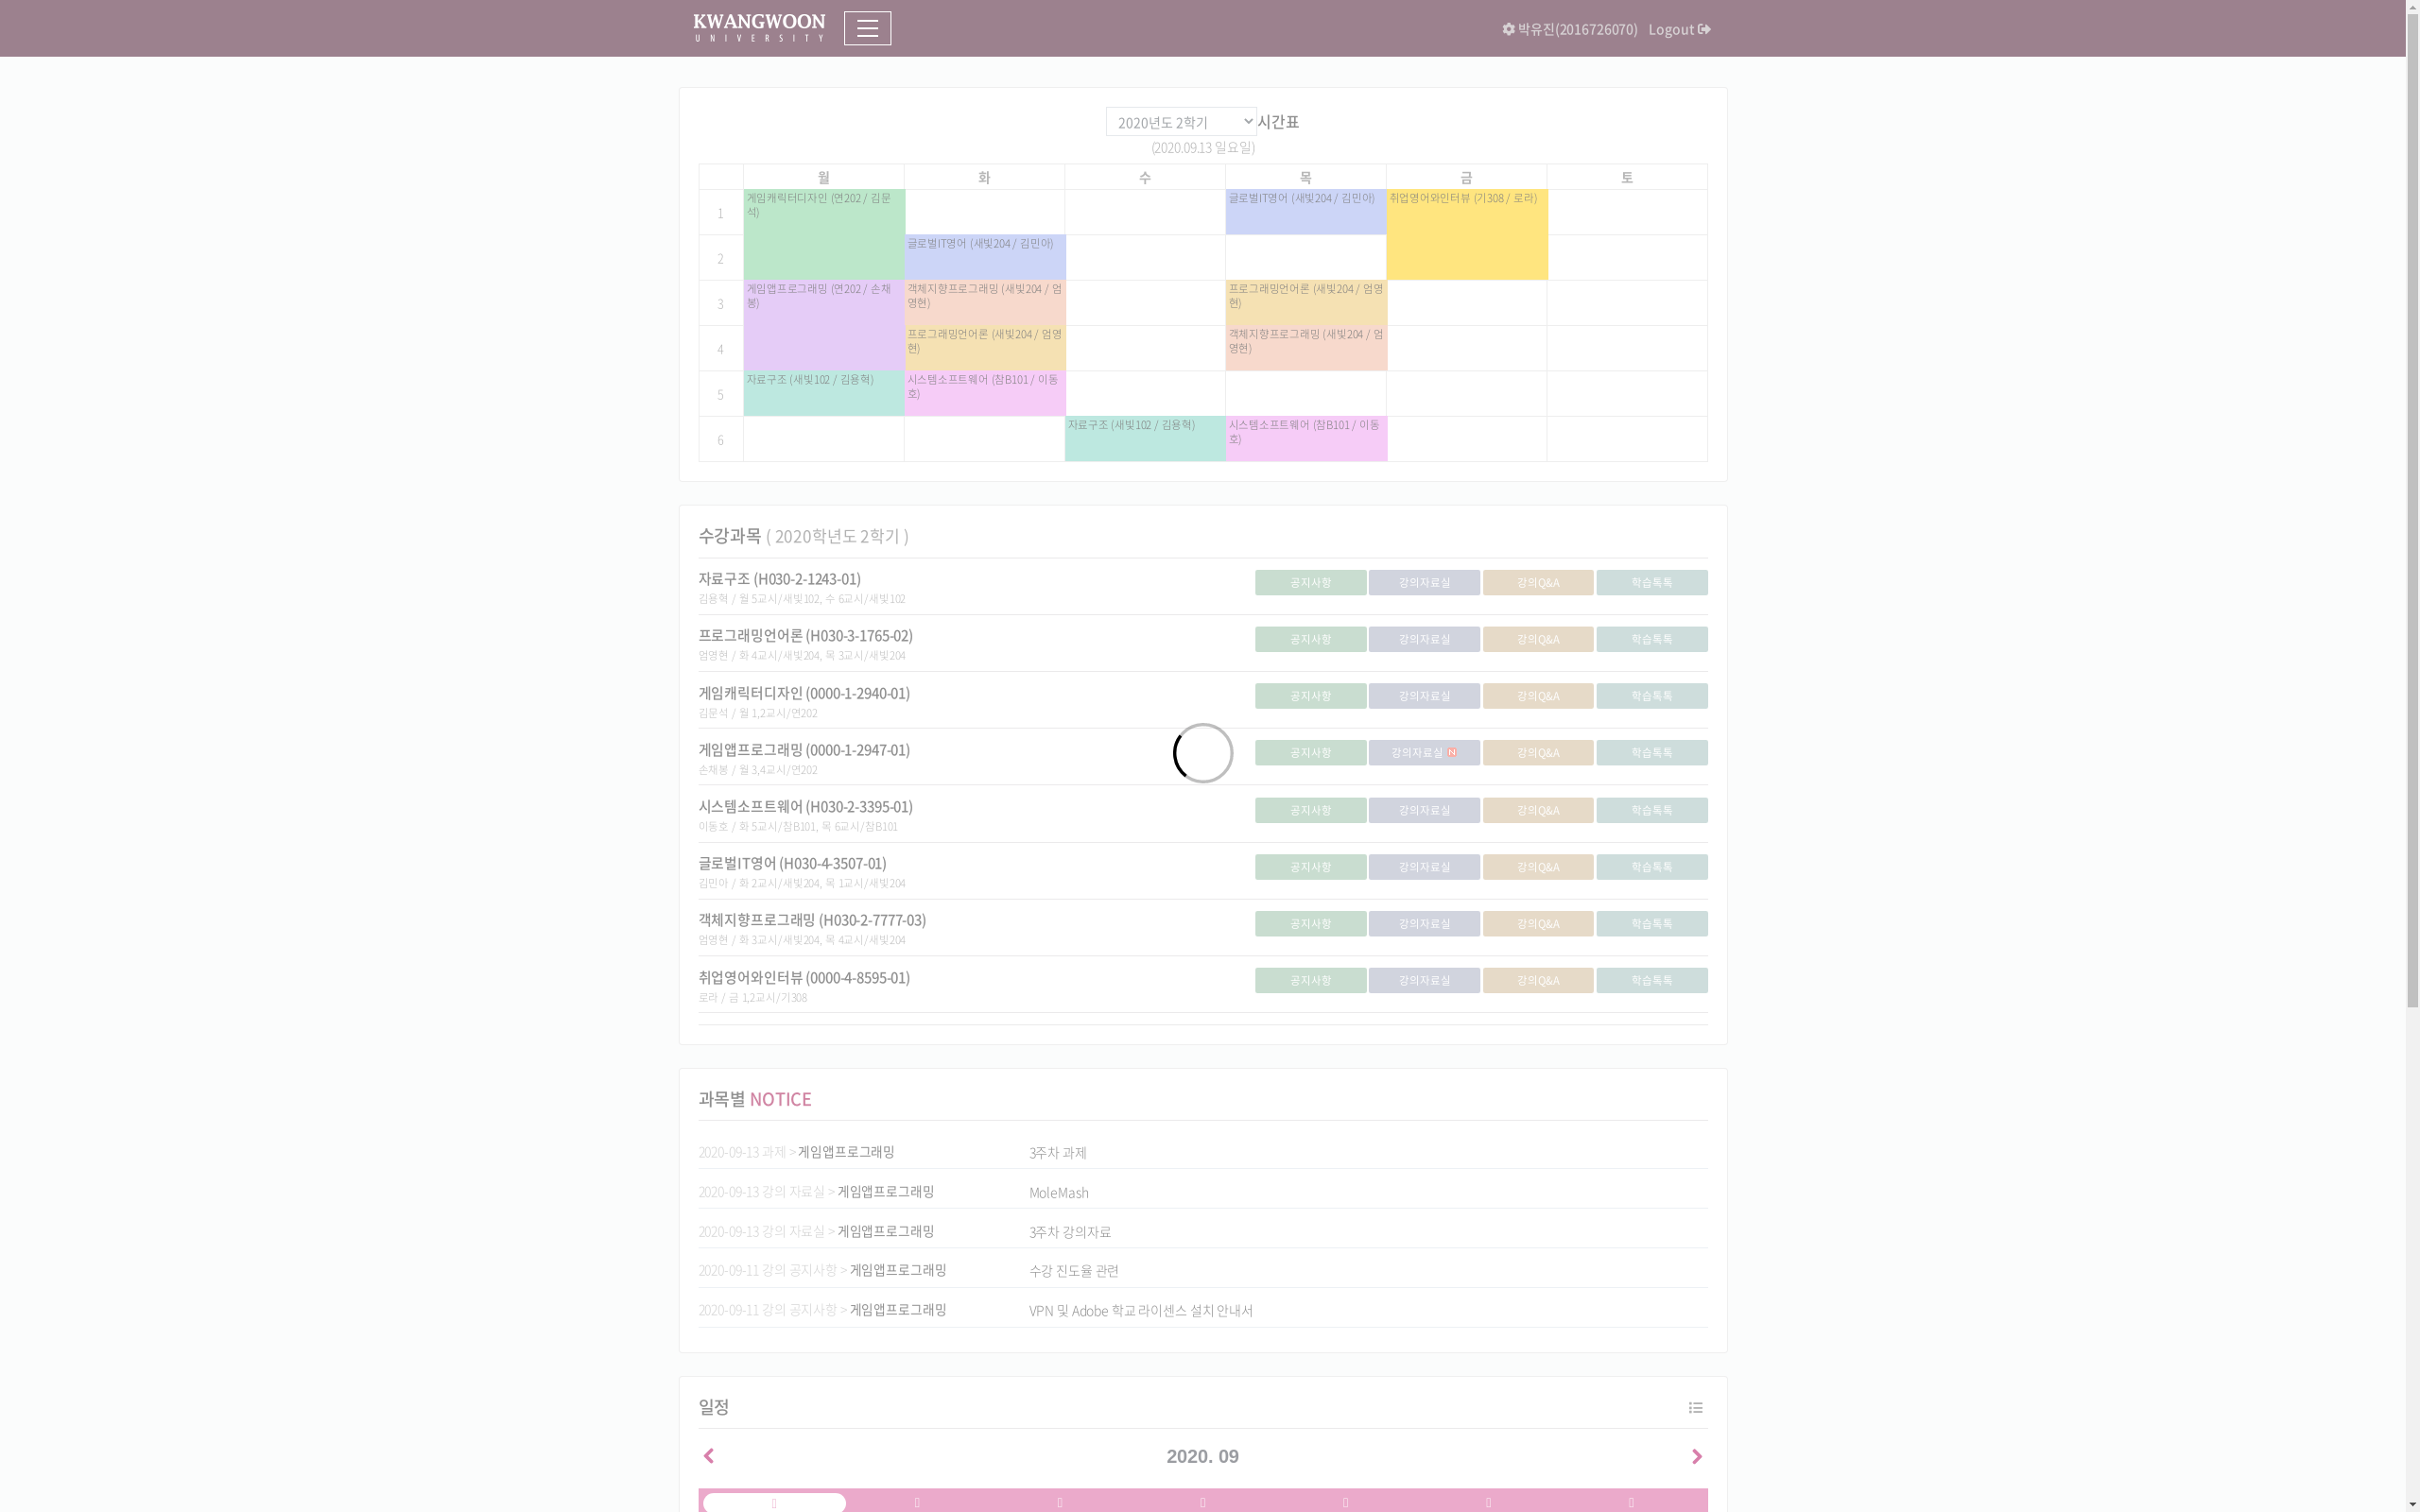 KWANGWOON
UNIVERSITY
박유진(2016726070) Logout
2020년도 2학기 시간표
(2020.09.13 일요일)
월 화 수 목 금 토
1 게임캐릭터디자인 (연202 / 김문석) 글로벌IT영어 (새빛204 / 김민아) 취업영어와인터뷰 (기308 / 로라)
2 글로벌IT영어 (새빛204 / 김민아)
3 게임앱프로그래밍 (연202 / 손채봉) 객체지향프로그래밍 (새빛204 / 엄영현) 프로그래밍언어론 (새빛204 / 엄영현)
4 프로그래밍언어론 (새빛204 / 엄영현) 객체지향프로그래밍 (새빛204 / 엄영현)
5 자료구조 (새빛102 / 김용혁) 시스템소프트웨어 (참B101 / 이동호)
6 자료구조 (새빛102 / 김용혁) 시스템소프트웨어 (참B101 / 이동호)
수강과목 ( 2020학년도 2학기 )
자료구조 (H030-2-1243-01) 공지사항 강의자료실 강의Q&A 학습톡톡
김용혁 / 월 5교시/새빛102, 수 6교시/새빛102
프로그래밍언어론 (H030-3-1765-02) 공지사항 강의자료실 강의Q&A 학습톡톡
엄영현 / 화 4교시/새빛204, 목 3교시/새빛204
게임캐릭터디자인 (0000-1-2940-01) 공지사항 강의자료실 강의Q&A 학습톡톡
김문석 / 월 1,2교시/연202
게임앱프로그래밍 (0000-1-2947-01) 공지사항 강의자료실 N 강의Q&A 학습톡톡
손채봉 / 월 3,4교시/연202
시스템소프트웨어 (H030-2-3395-01) 공지사항 강의자료실 강의Q&A 학습톡톡
이동호 / 화 5교시/참B101, 목 6교시/참B101
글로벌IT영어 (H030-4-3507-01) 공지사항 강의자료실 강의Q&A 학습톡톡
김민아 / 화 2교시/새빛204, 목 1교시/새빛204
객체지향프로그래밍 (H030-2-7777-03) 공지사항 강의자료실 강의Q&A 학습톡톡
엄영현 / 화 3교시/새빛204, 목 4교시/새빛204
취업영어와인터뷰 (0000-4-8595-01) 공지사항 강의자료실 강의Q&A 학습톡톡
로라 / 금 1,2교시/기308
과목별 NOTICE
2020-09-13 과제 > 게임앱프로그래밍 3주차 과제
2020-09-13 강의 자료실 > 게임앱프로그래밍 MoleMash
2020-09-13 강의 자료실 > 게임앱프로그래밍 3주차 강의자료
2020-09-11 강의 공지사항 > 게임앱프로그래밍 수강 진도율 관련
2020-09-11 강의 공지사항 > 게임앱프로그래밍 VPN 및 Adobe 학교 라이센스 설치 안내서
일정
2020. 09